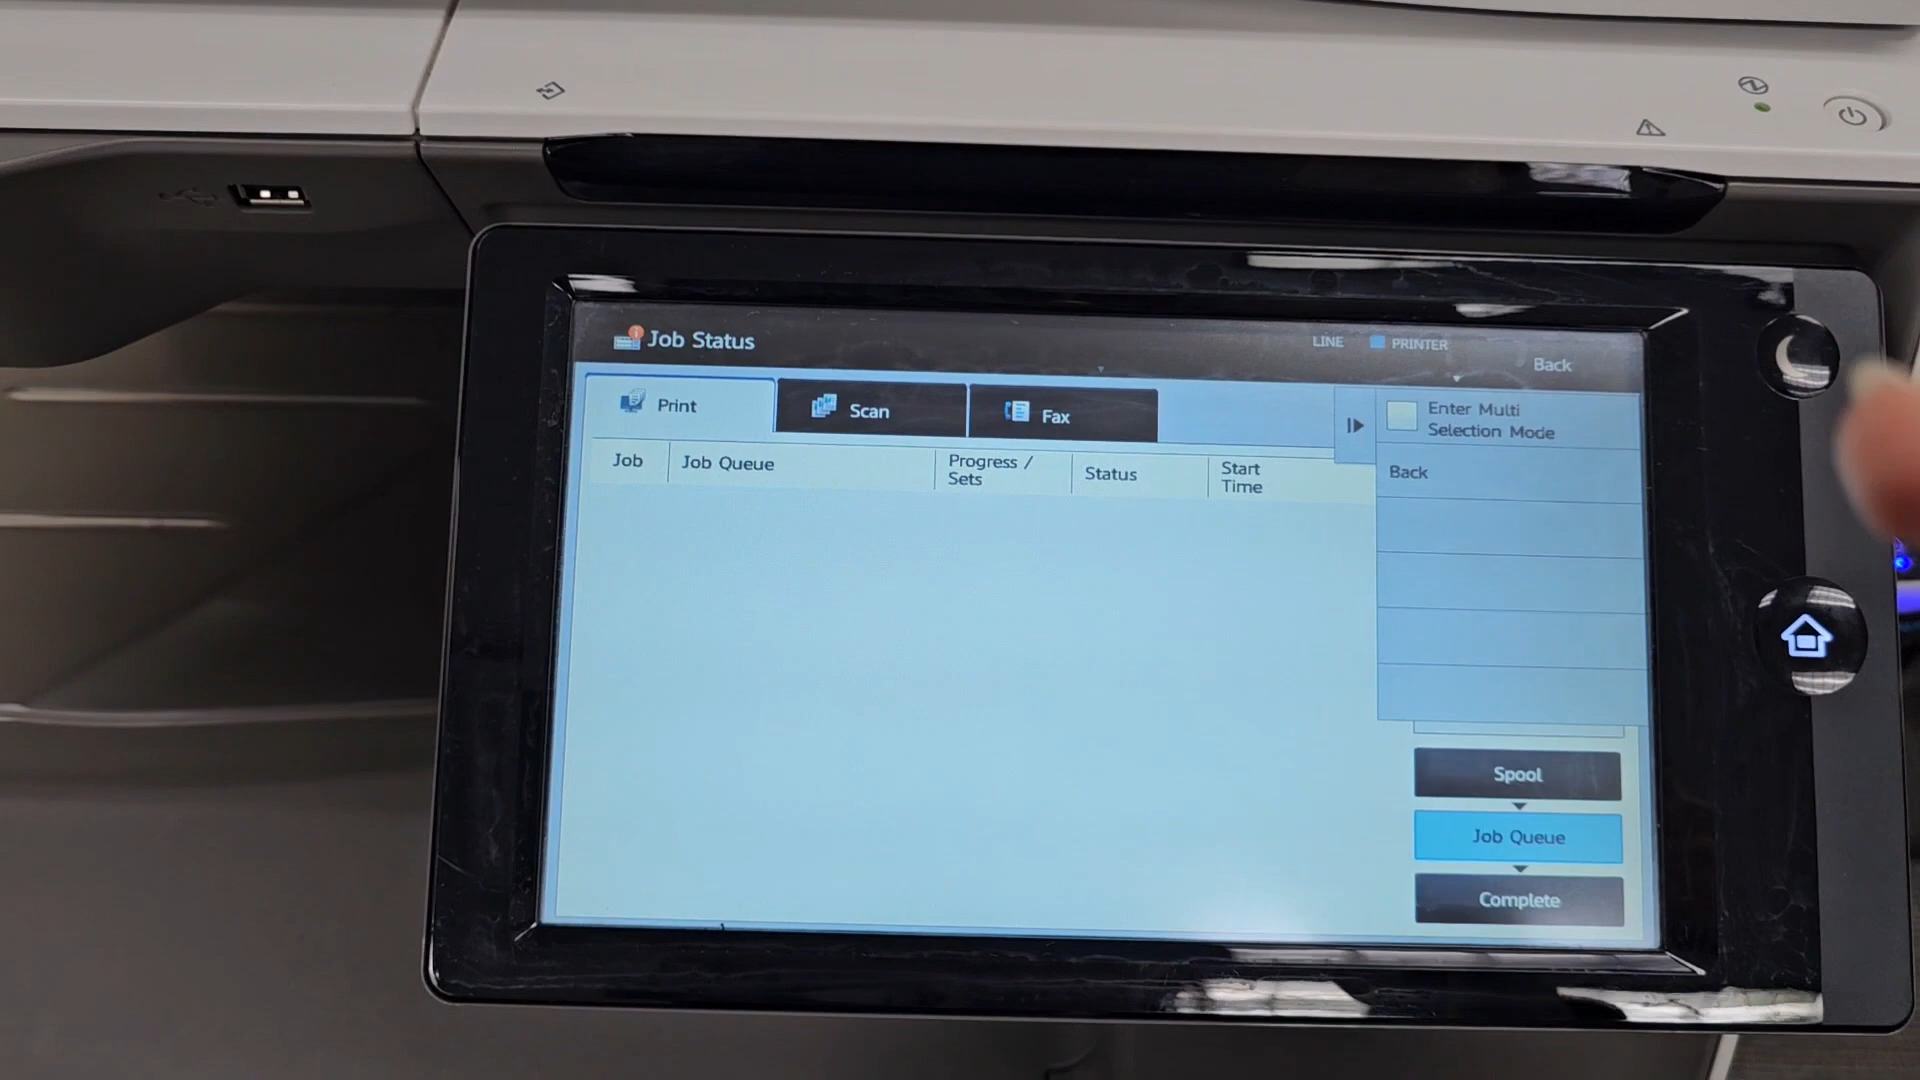 Job Status
LINE
PRINTER
Back
Print
Scan
Fax
Enter Multi
Selection Mode
Back
Job
Job Queue
Progress /
Sets
Status
Start
Time
Spool
Job Queue
Complete